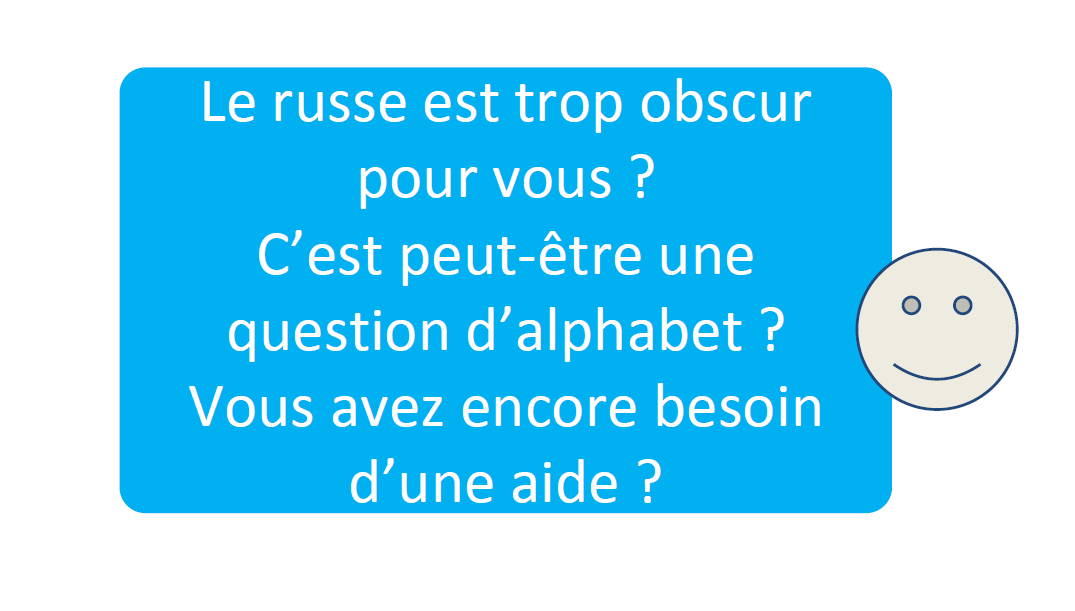 Le russe est trop obscur
pour vous ?
C’est peut-être une
question d’alphabet ?
Vous avez encore besoin
d’une aide ?